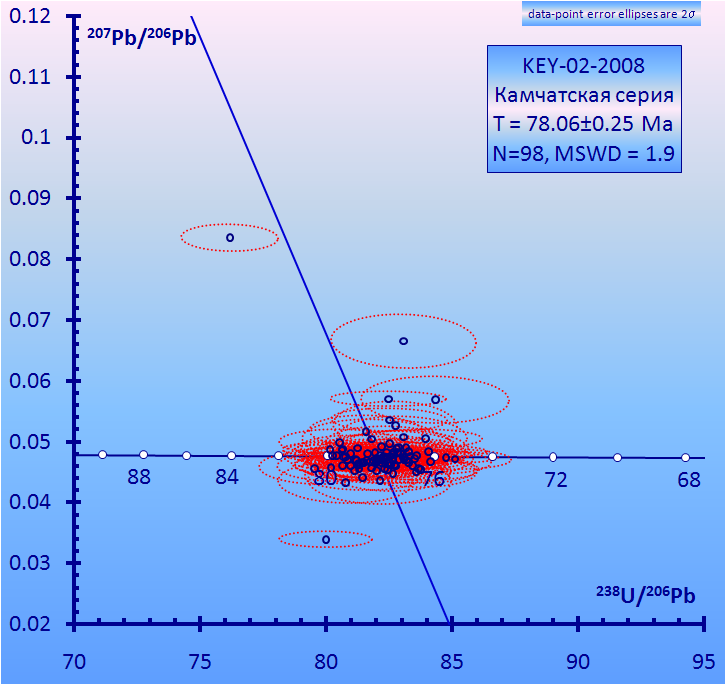 data-point error ellipses are 2σ
0.12
207Pb/206Pb
KEY-02-2008
Камчатская серия
T = 78.06±0.25 Ma
N=98, MSWD = 1.9
0.11
0.1
0.09
0.08
0.07
0.06
0.05
88 84 80 76 72 68
0.04
0.03
238U/206Pb
0.02
70 75 80 85 90 95